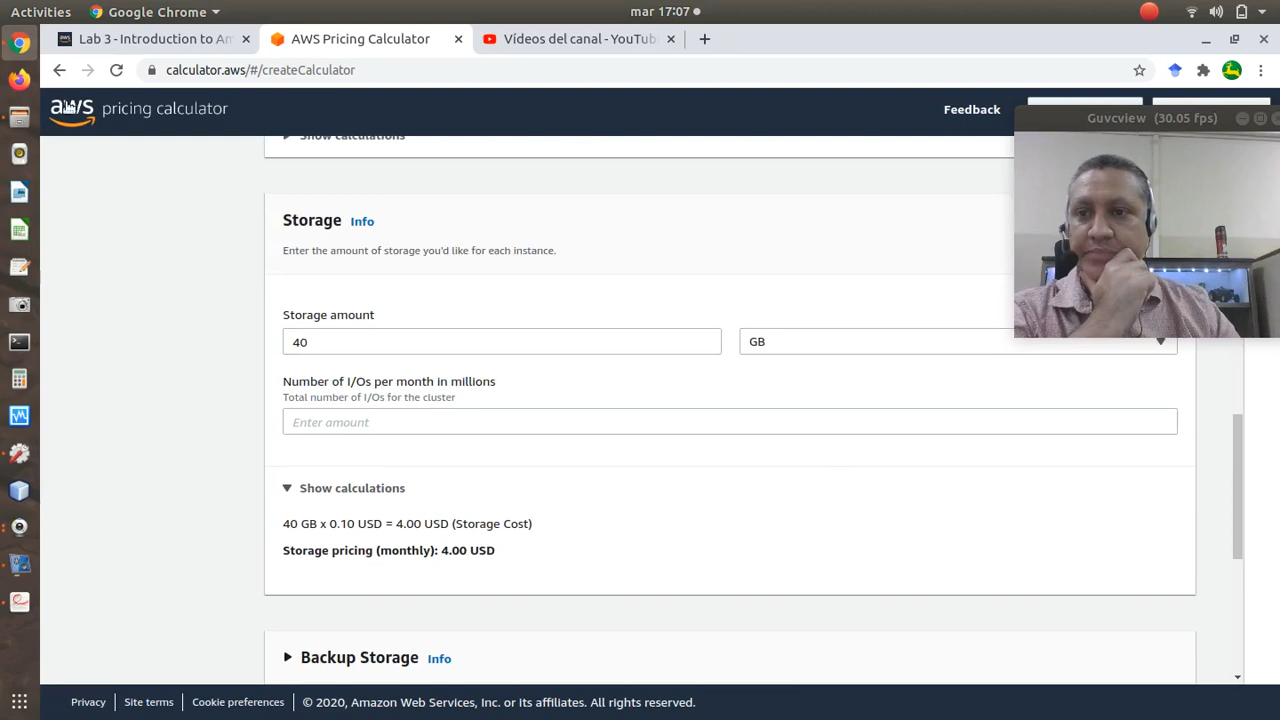 Activities
Google Chrome
mar 17:07
Lab 3 - Introduction to Am
AWS Pricing Calculator
Vídeos del canal - YouTub
calculator.aws/#/createCalculator
aws pricing calculator
Feedback
Guvcview (30.05 fps)
Storage Info
Enter the amount of storage you'd like for each instance.
Storage amount
40
GB
Number of I/Os per month in millions
Total number of I/Os for the cluster
Enter amount
Show calculations
40 GB x 0.10 USD = 4.00 USD (Storage Cost)
Storage pricing (monthly): 4.00 USD
Backup Storage Info
Privacy
Site terms
Cookie preferences
© 2020, Amazon Web Services, Inc. or its affiliates. All rights reserved.